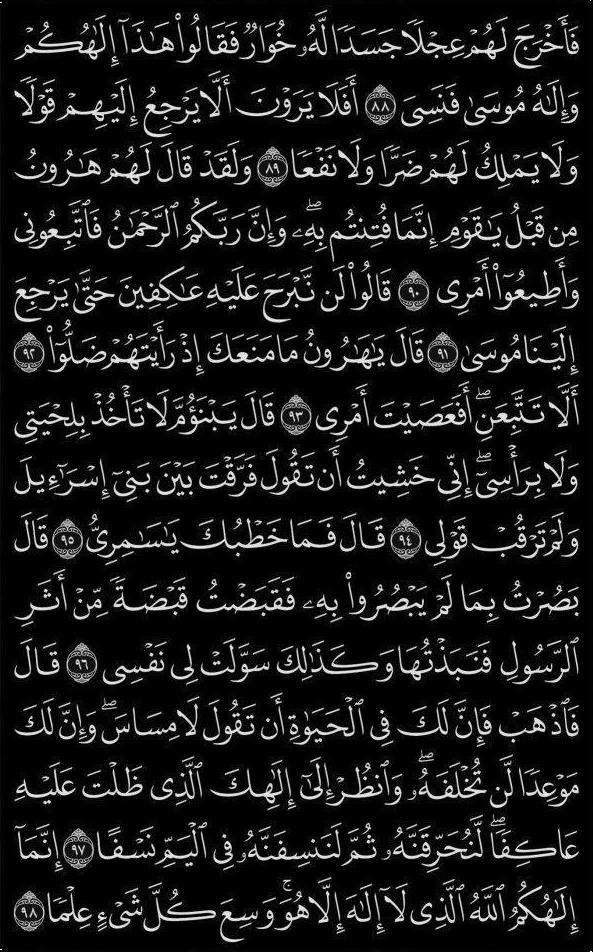 فَأَخْرَجَ لَهُمْ عِجْلًا جَسَدًا لَّهُۥ خُوَارٌ فَقَالُوا۟ هَـٰذَآ إِلَـٰهُكُمْ
وَإِلَـٰهُ مُوسَىٰ فَنَسِىَ ٨٨ أَفَلَا يَرَوْنَ أَلَّا يَرْجِعُ إِلَيْهِمْ قَوْلًا
وَلَا يَمْلِكُ لَهُمْ ضَرًّا وَلَا نَفْعًا ٨٩ وَلَقَدْ قَالَ لَهُمْ هَـٰرُونُ
مِن قَبْلُ يَـٰقَوْمِ إِنَّمَا فُتِنتُم بِهِۦ ۖ وَإِنَّ رَبَّكُمُ ٱلرَّحْمَـٰنُ فَٱتَّبِعُونِى
وَأَطِيعُوٓا۟ أَمْرِى ٩٠ قَالُوا۟ لَن نَّبْرَحَ عَلَيْهِ عَـٰكِفِينَ حَتَّىٰ يَرْجِعَ
إِلَيْنَا مُوسَىٰ ٩١ قَالَ يَـٰهَـٰرُونُ مَا مَنَعَكَ إِذْ رَأَيْتَهُمْ ضَلُّوٓا۟ ٩٢
أَلَّا تَتَّبِعَنِ ۖ أَفَعَصَيْتَ أَمْرِى ٩٣ قَالَ يَبْنَؤُمَّ لَا تَأْخُذْ بِلِحْيَتِى
وَلَا بِرَأْسِىٓ ۖ إِنِّى خَشِيتُ أَن تَقُولَ فَرَّقْتَ بَيْنَ بَنِىٓ إِسْرَٰٓءِيلَ
وَلَمْ تَرْقُبْ قَوْلِى ٩٤ قَالَ فَمَا خَطْبُكَ يَـٰسَـٰمِرِىُّ ٩٥ قَالَ
بَصُرْتُ بِمَا لَمْ يَبْصُرُوا۟ بِهِۦ فَقَبَضْتُ قَبْضَةً مِّنْ أَثَرِ
ٱلرَّسُولِ فَنَبَذْتُهَا وَكَذَٰلِكَ سَوَّلَتْ لِى نَفْسِى ٩٦ قَالَ
فَٱذْهَبْ فَإِنَّ لَكَ فِى ٱلْحَيَوٰةِ أَن تَقُولَ لَا مِسَاسَ ۖ وَإِنَّ لَكَ
مَوْعِدًا لَّن تُخْلَفَهُۥ ۖ وَٱنظُرْ إِلَىٰٓ إِلَـٰهِكَ ٱلَّذِى ظَلْتَ عَلَيْهِ
عَاكِفًا ۖ لَّنُحَرِّقَنَّهُۥ ثُمَّ لَنَنسِفَنَّهُۥ فِى ٱلْيَمِّ نَسْفًا ٩٧ إِنَّمَآ
إِلَـٰهُكُمُ ٱللَّهُ ٱلَّذِى لَآ إِلَـٰهَ إِلَّا هُوَ ۚ وَسِعَ كُلَّ شَىْءٍ عِلْمًا ٩٨